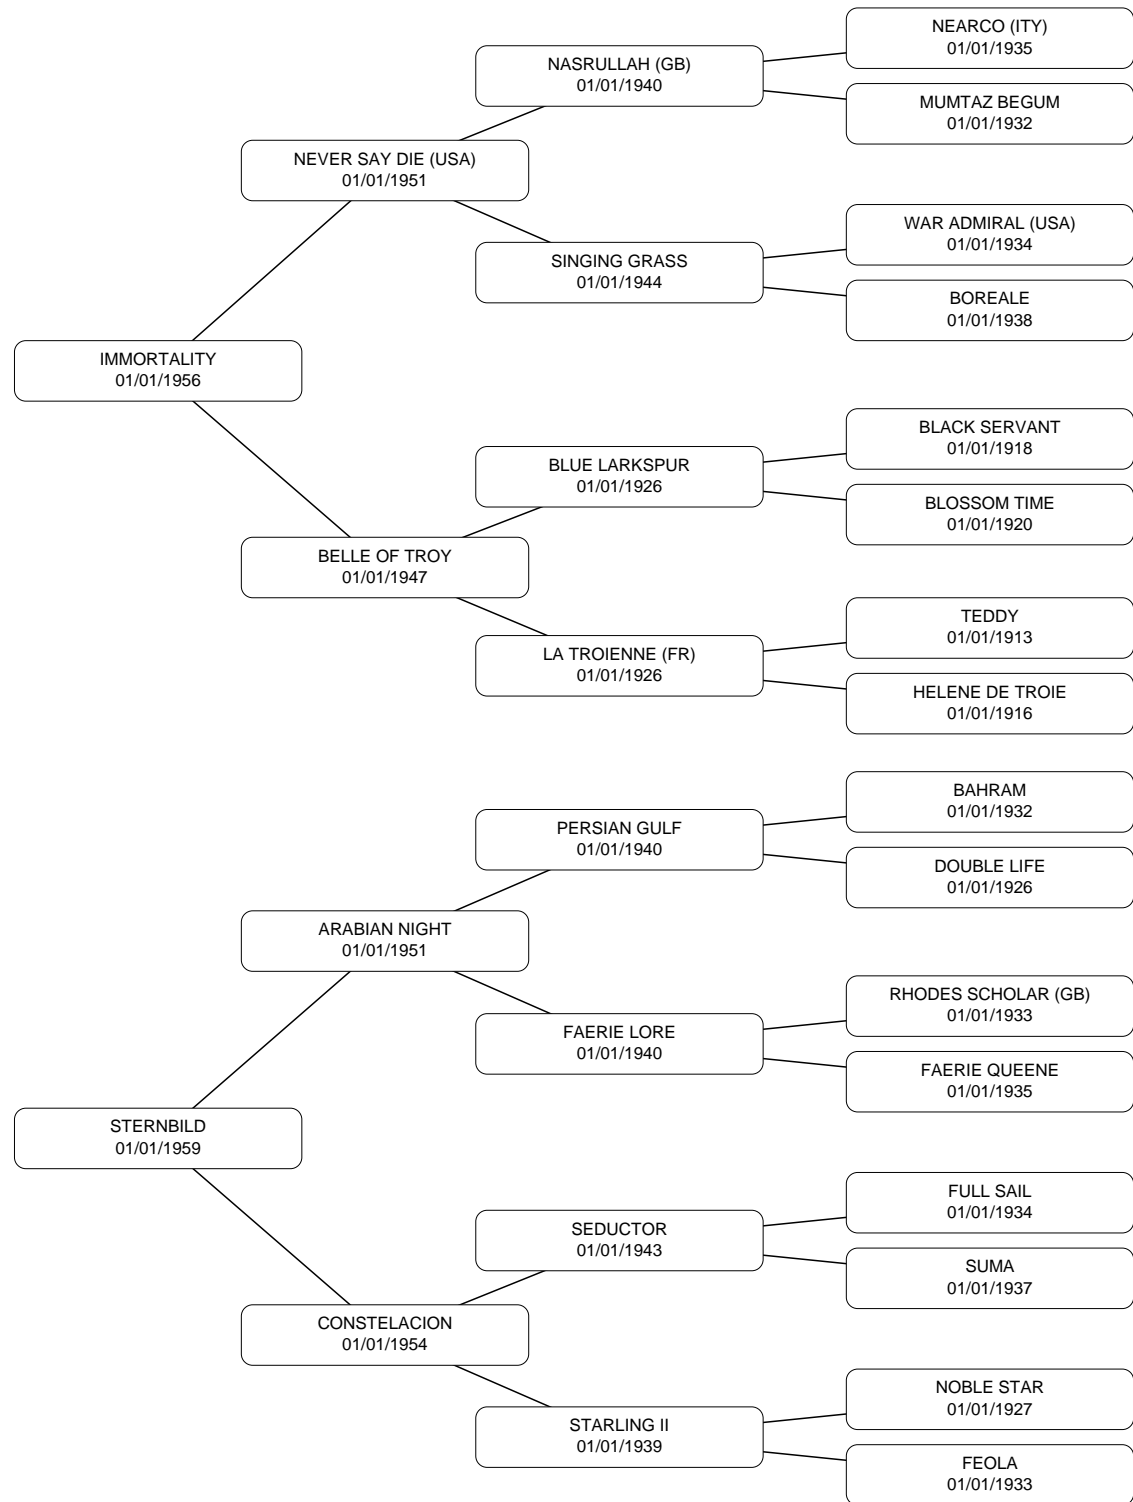 NEARCO (ITY)
01/01/1935
NASRULLAH (GB)
01/01/1940
MUMTAZ BEGUM
01/01/1932
NEVER SAY DIE (USA)
01/01/1951
WAR ADMIRAL (USA)
01/01/1934
SINGING GRASS
01/01/1944
BOREALE
01/01/1938
IMMORTALITY
01/01/1956
BLACK SERVANT
01/01/1918
BLUE LARKSPUR
01/01/1926
BLOSSOM TIME
01/01/1920
BELLE OF TROY
01/01/1947
TEDDY
01/01/1913
LA TROIENNE (FR)
01/01/1926
HELENE DE TROIE
01/01/1916
BAHRAM
01/01/1932
PERSIAN GULF
01/01/1940
DOUBLE LIFE
01/01/1926
ARABIAN NIGHT
01/01/1951
RHODES SCHOLAR (GB)
01/01/1933
FAERIE LORE
01/01/1940
FAERIE QUEENE
01/01/1935
STERNBILD
01/01/1959
FULL SAIL
01/01/1934
SEDUCTOR
01/01/1943
SUMA
01/01/1937
CONSTELACION
01/01/1954
NOBLE STAR
01/01/1927
STARLING II
01/01/1939
FEOLA
01/01/1933